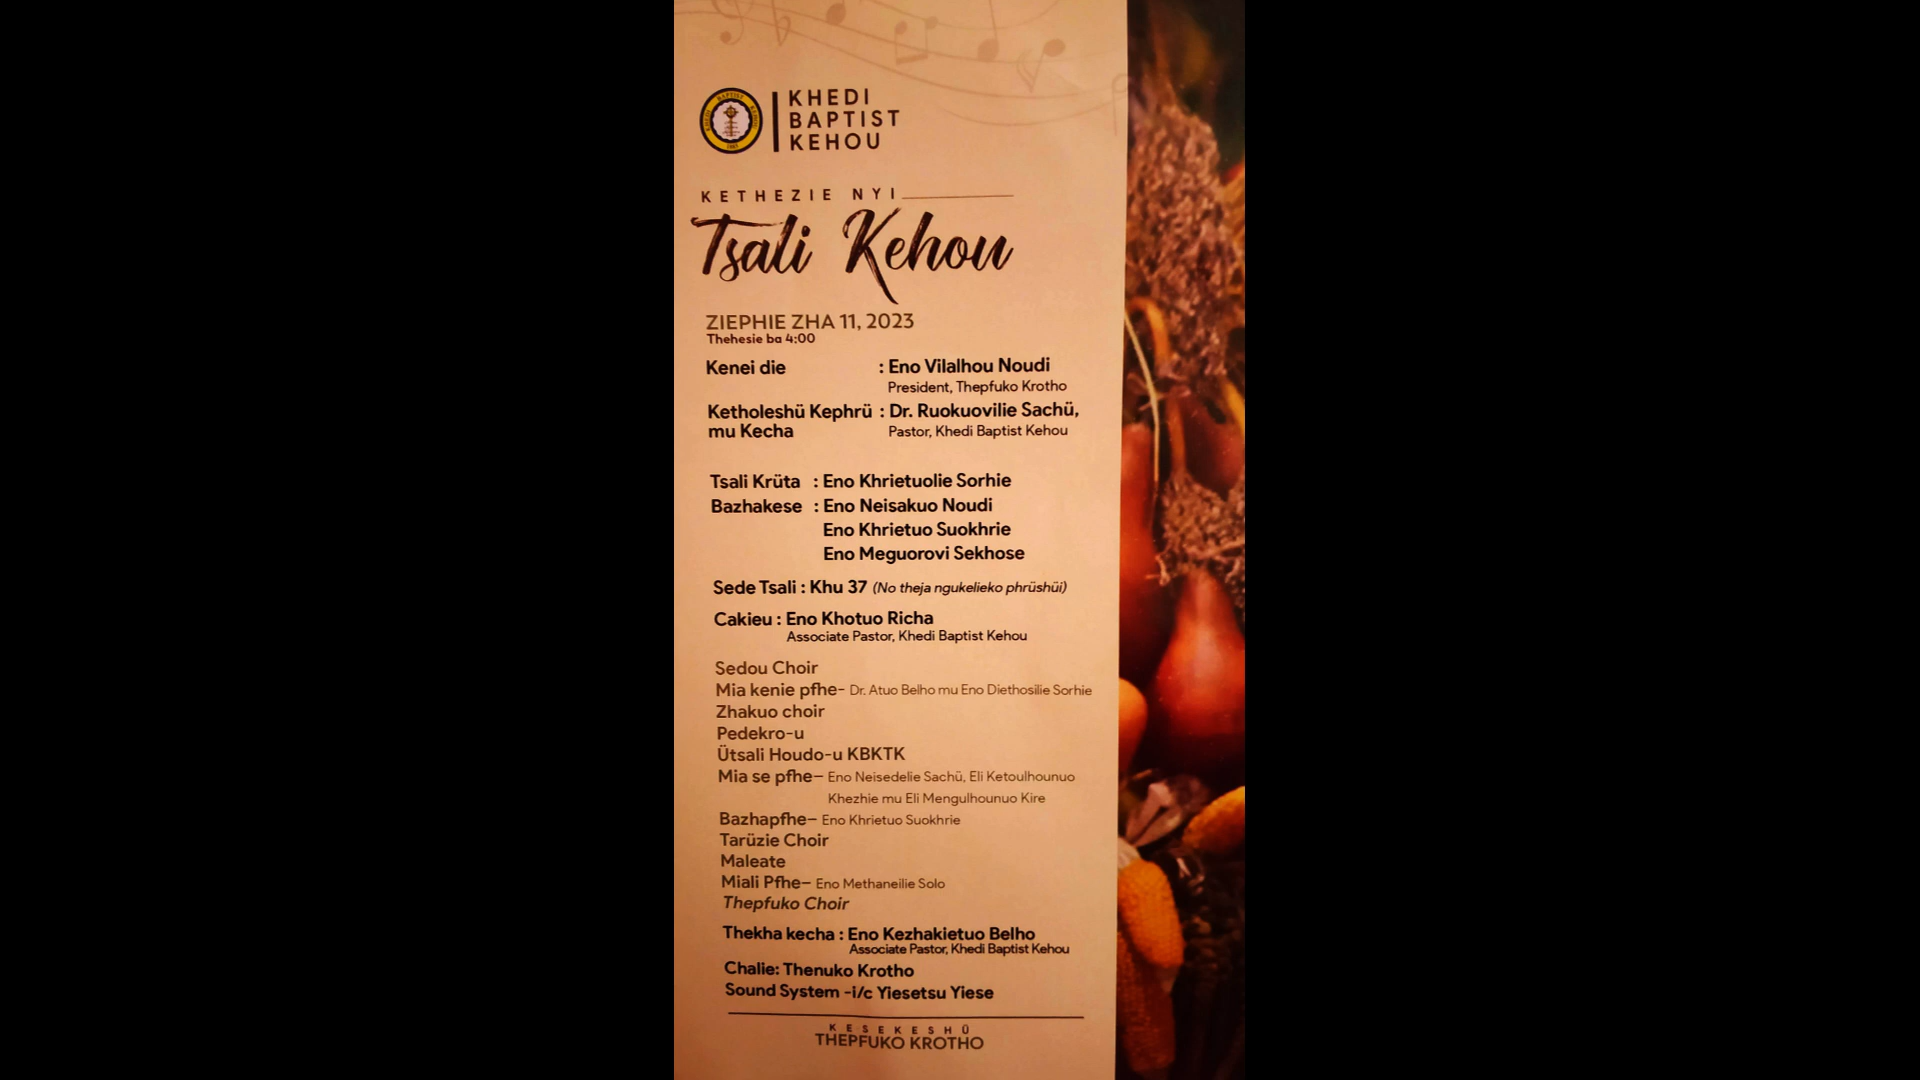 KHEDI
BAPTIST
KEHOU
KETHEZIE NYI
Tsali Kehou
ZIEPHIE ZHA 11, 2023
Thehesie ba 4:00
Kenei die : Eno Vilalhou Noudi
President, Thepfuko Krotho
Ketholeshü Kephrü : Dr. Ruokuovilie Sachü,
mu Kecha Pastor, Khedi Baptist Kehou
Tsali Krüta : Eno Khrietuolie Sorhie
Bazhakese : Eno Neisakuo Noudi
Eno Khrietuo Suokhrie
Eno Meguorovi Sekhose
Sede Tsali : Khu 37 (No theja ngukelieko phrüshüi)
Cakieu : Eno Khotuo Richa
Associate Pastor, Khedi Baptist Kehou
Sedou Choir
Mia kenie pfhe- Dr. Atuo Belho mu Eno Diethosilie Sorhie
Zhakuo choir
Pedekro-u
Ütsali Houdo-u KBKTK
Mia se pfhe– Eno Neisedelie Sachü, Eli Ketoulhounuo
Khezhie mu Eli Mengulhounuo Kire
Bazhapfhe– Eno Khrietuo Suokhrie
Tarüzie Choir
Maleate
Miali Pfhe– Eno Methaneilie Solo
Thepfuko Choir
Thekha kecha : Eno Kezhakietuo Belho
Associate Pastor, Khedi Baptist Kehou
Chalie: Thenuko Krotho
Sound System -i/c Yiesetsu Yiese
KESEKESHÜ
THEPFUKO KROTHO